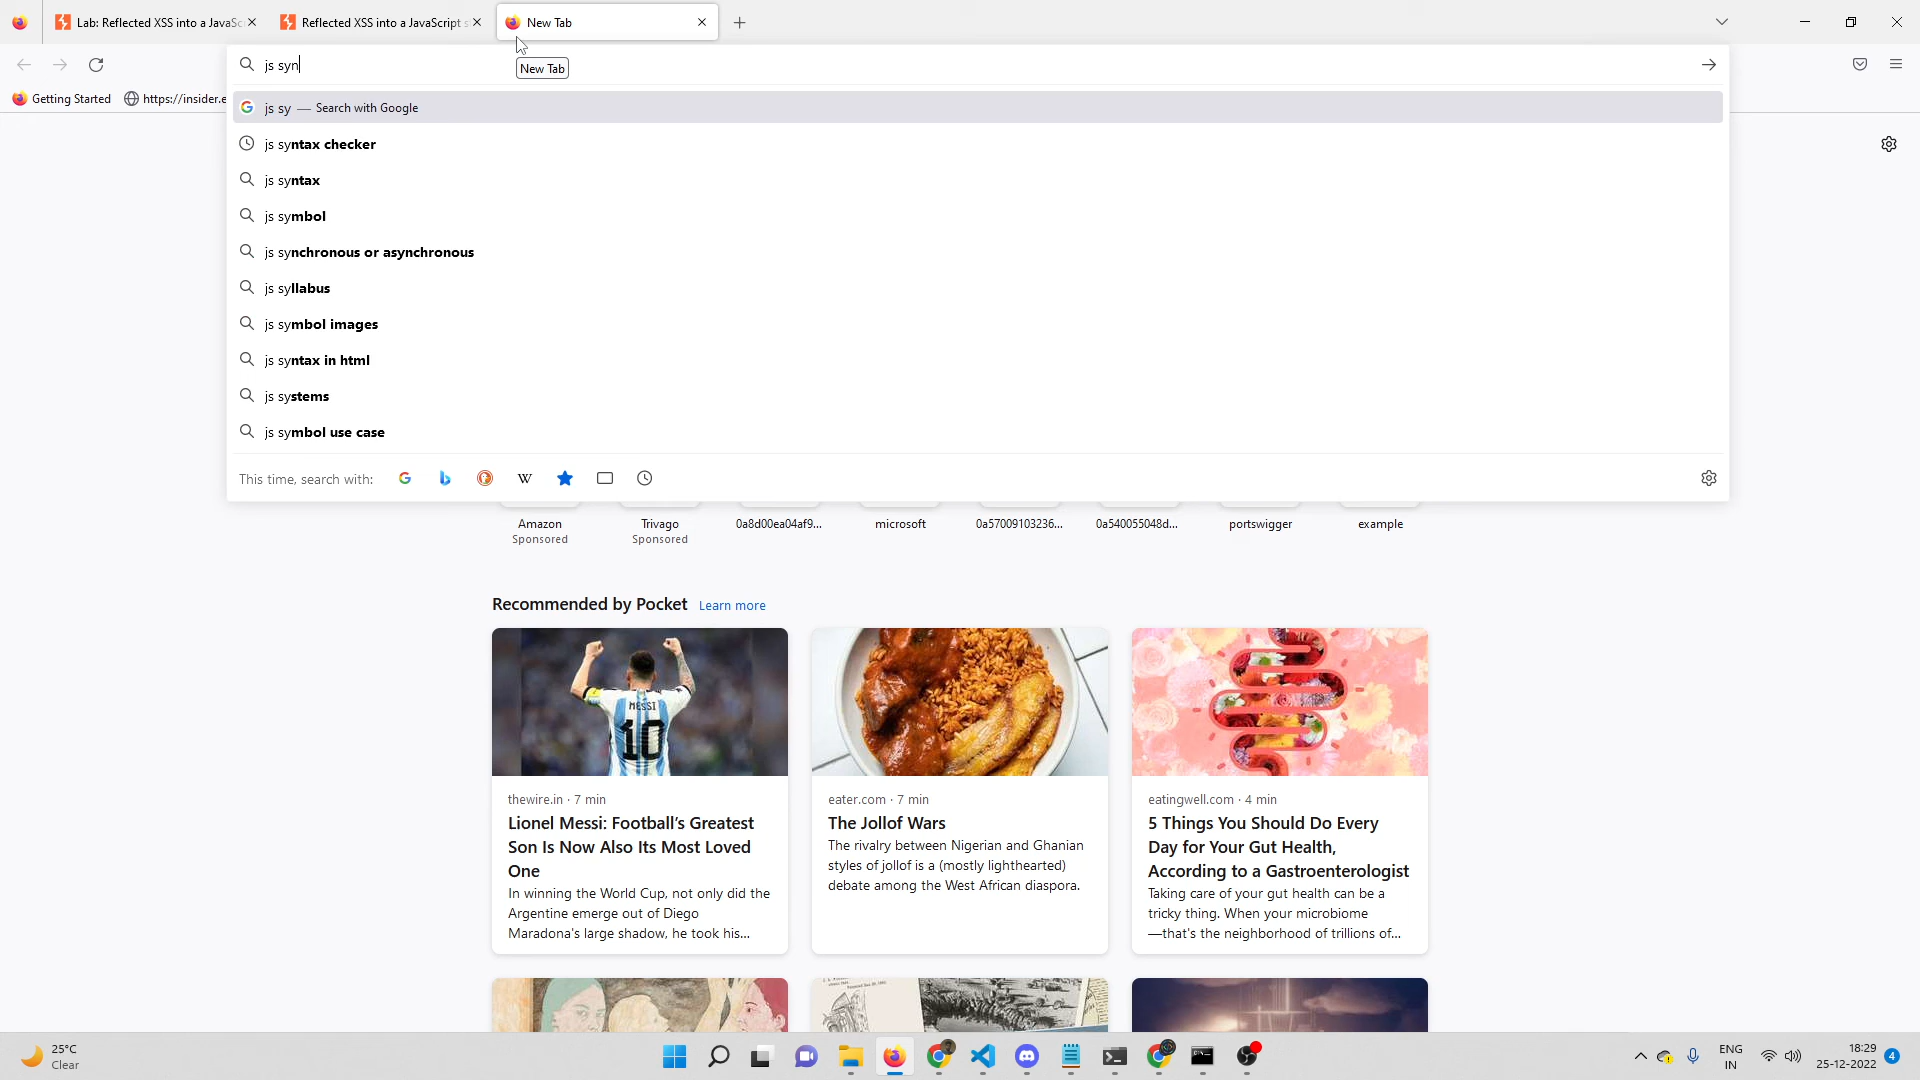 Lab: Reflected XSS into a JavaSc
Reflected XSS into a JavaScript s
New Tab
js syn
New Tab
Getting Started
https://insider.e
js sy — Search with Google
js syntax checker
js syntax
js symbol
js synchronous or asynchronous
js syllabus
js symbol images
js syntax in html
js systems
js symbol use case
This time, search with:
Amazon
Sponsored
Trivago
Sponsored
0a8d00ea04af9...
microsoft
0a57009103236...
0a540055048d...
portswigger
example
Recommended by Pocket Learn more
MESSI
10
thewire.in · 7 min
Lionel Messi: Football's Greatest
Son Is Now Also Its Most Loved
One
In winning the World Cup, not only did the
Argentine emerge out of Diego
Maradona's large shadow, he took his...
eater.com · 7 min
The Jollof Wars
The rivalry between Nigerian and Ghanian
styles of jollof is a (mostly lighthearted)
debate among the West African diaspora.
eatingwell.com · 4 min
5 Things You Should Do Every
Day for Your Gut Health,
According to a Gastroenterologist
Taking care of your gut health can be a
tricky thing. When your microbiome
—that's the neighborhood of trillions of...
25°C
Clear
ENG
IN
18:29
25-12-2022
4